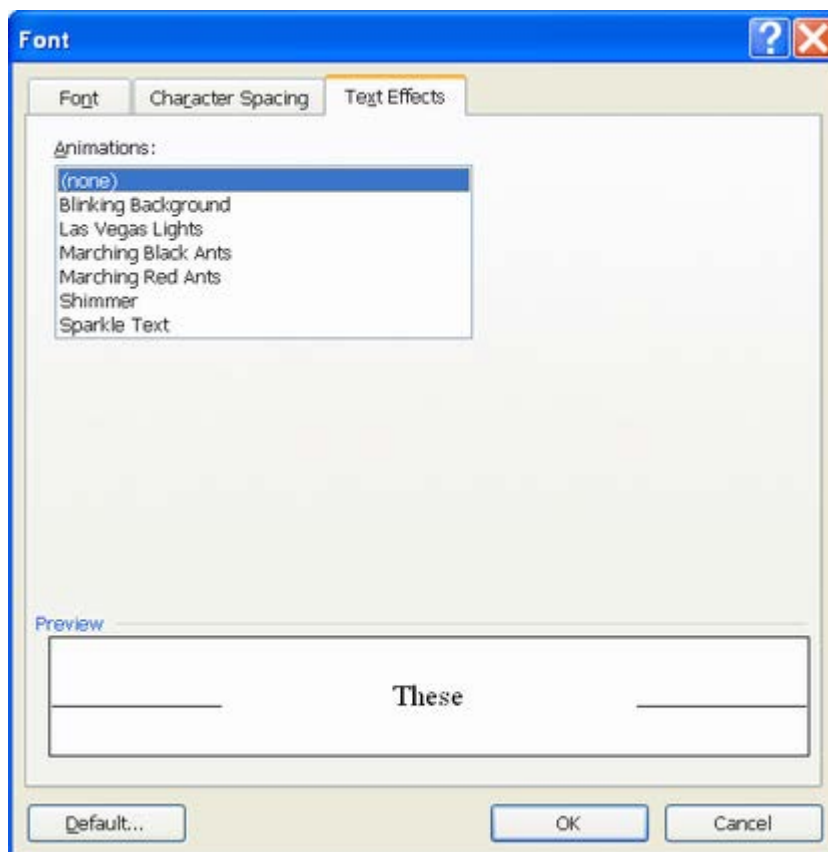 Font
Font Character Spacing Text Effects
Animations:
(none)
Blinking Background
Las Vegas Lights
Marching Black Ants
Marching Red Ants
Shimmer
Sparkle Text
Preview
These
Default... OK Cancel